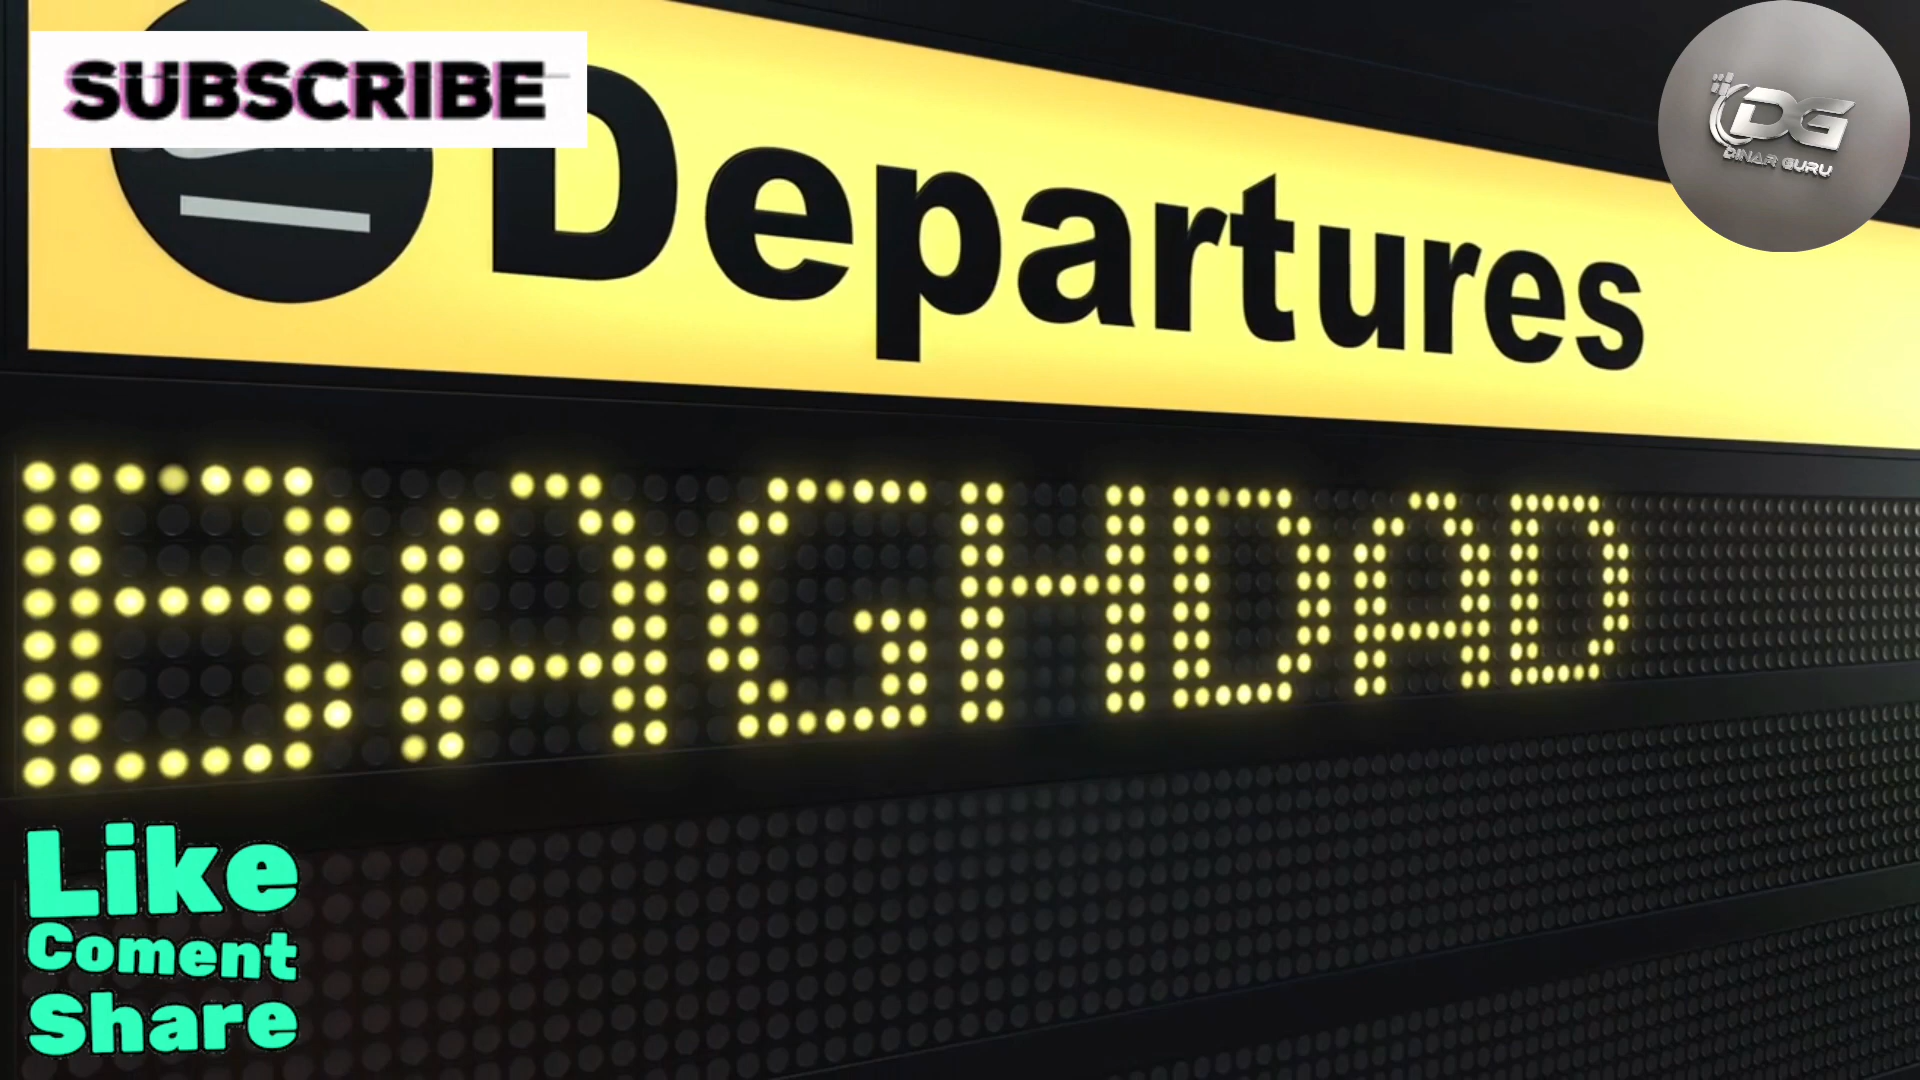 SUBSCRIBE
Departures
DG
DINAR GURU
BAGHDAD
Like
Coment
Share